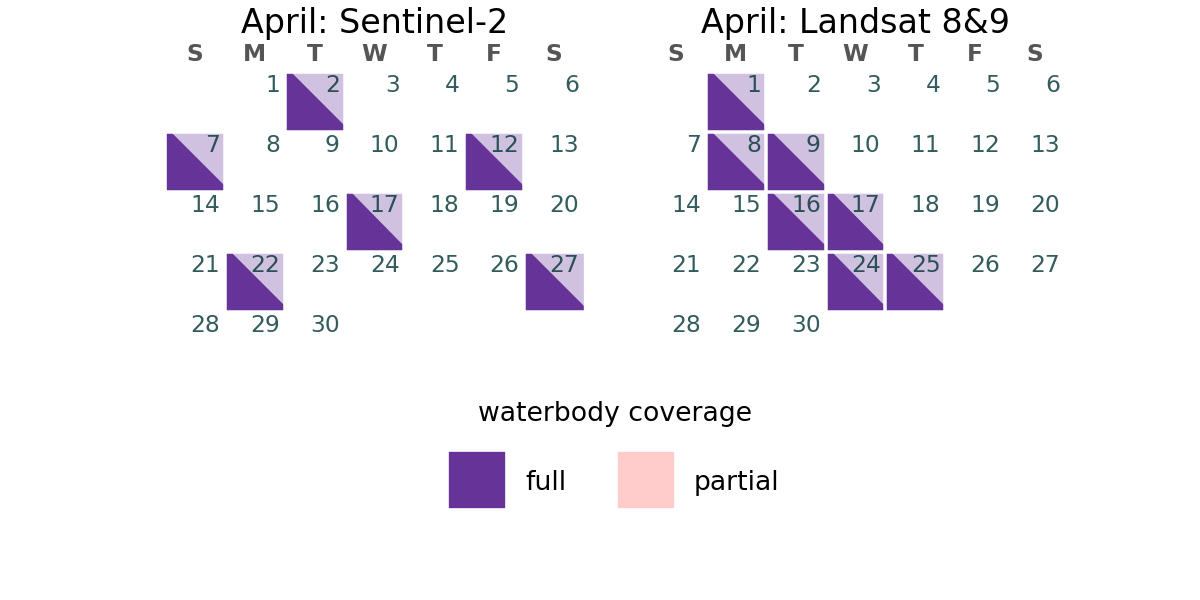 April: Sentinel-2
S M T W T F S
1 2 3 4 5 6
7 8 9 10 11 12 13
14 15 16 17 18 19 20
21 22 23 24 25 26 27
28 29 30
April: Landsat 8&9
S M T W T F S
1 2 3 4 5 6
7 8 9 10 11 12 13
14 15 16 17 18 19 20
21 22 23 24 25 26 27
28 29 30
waterbody coverage
full partial